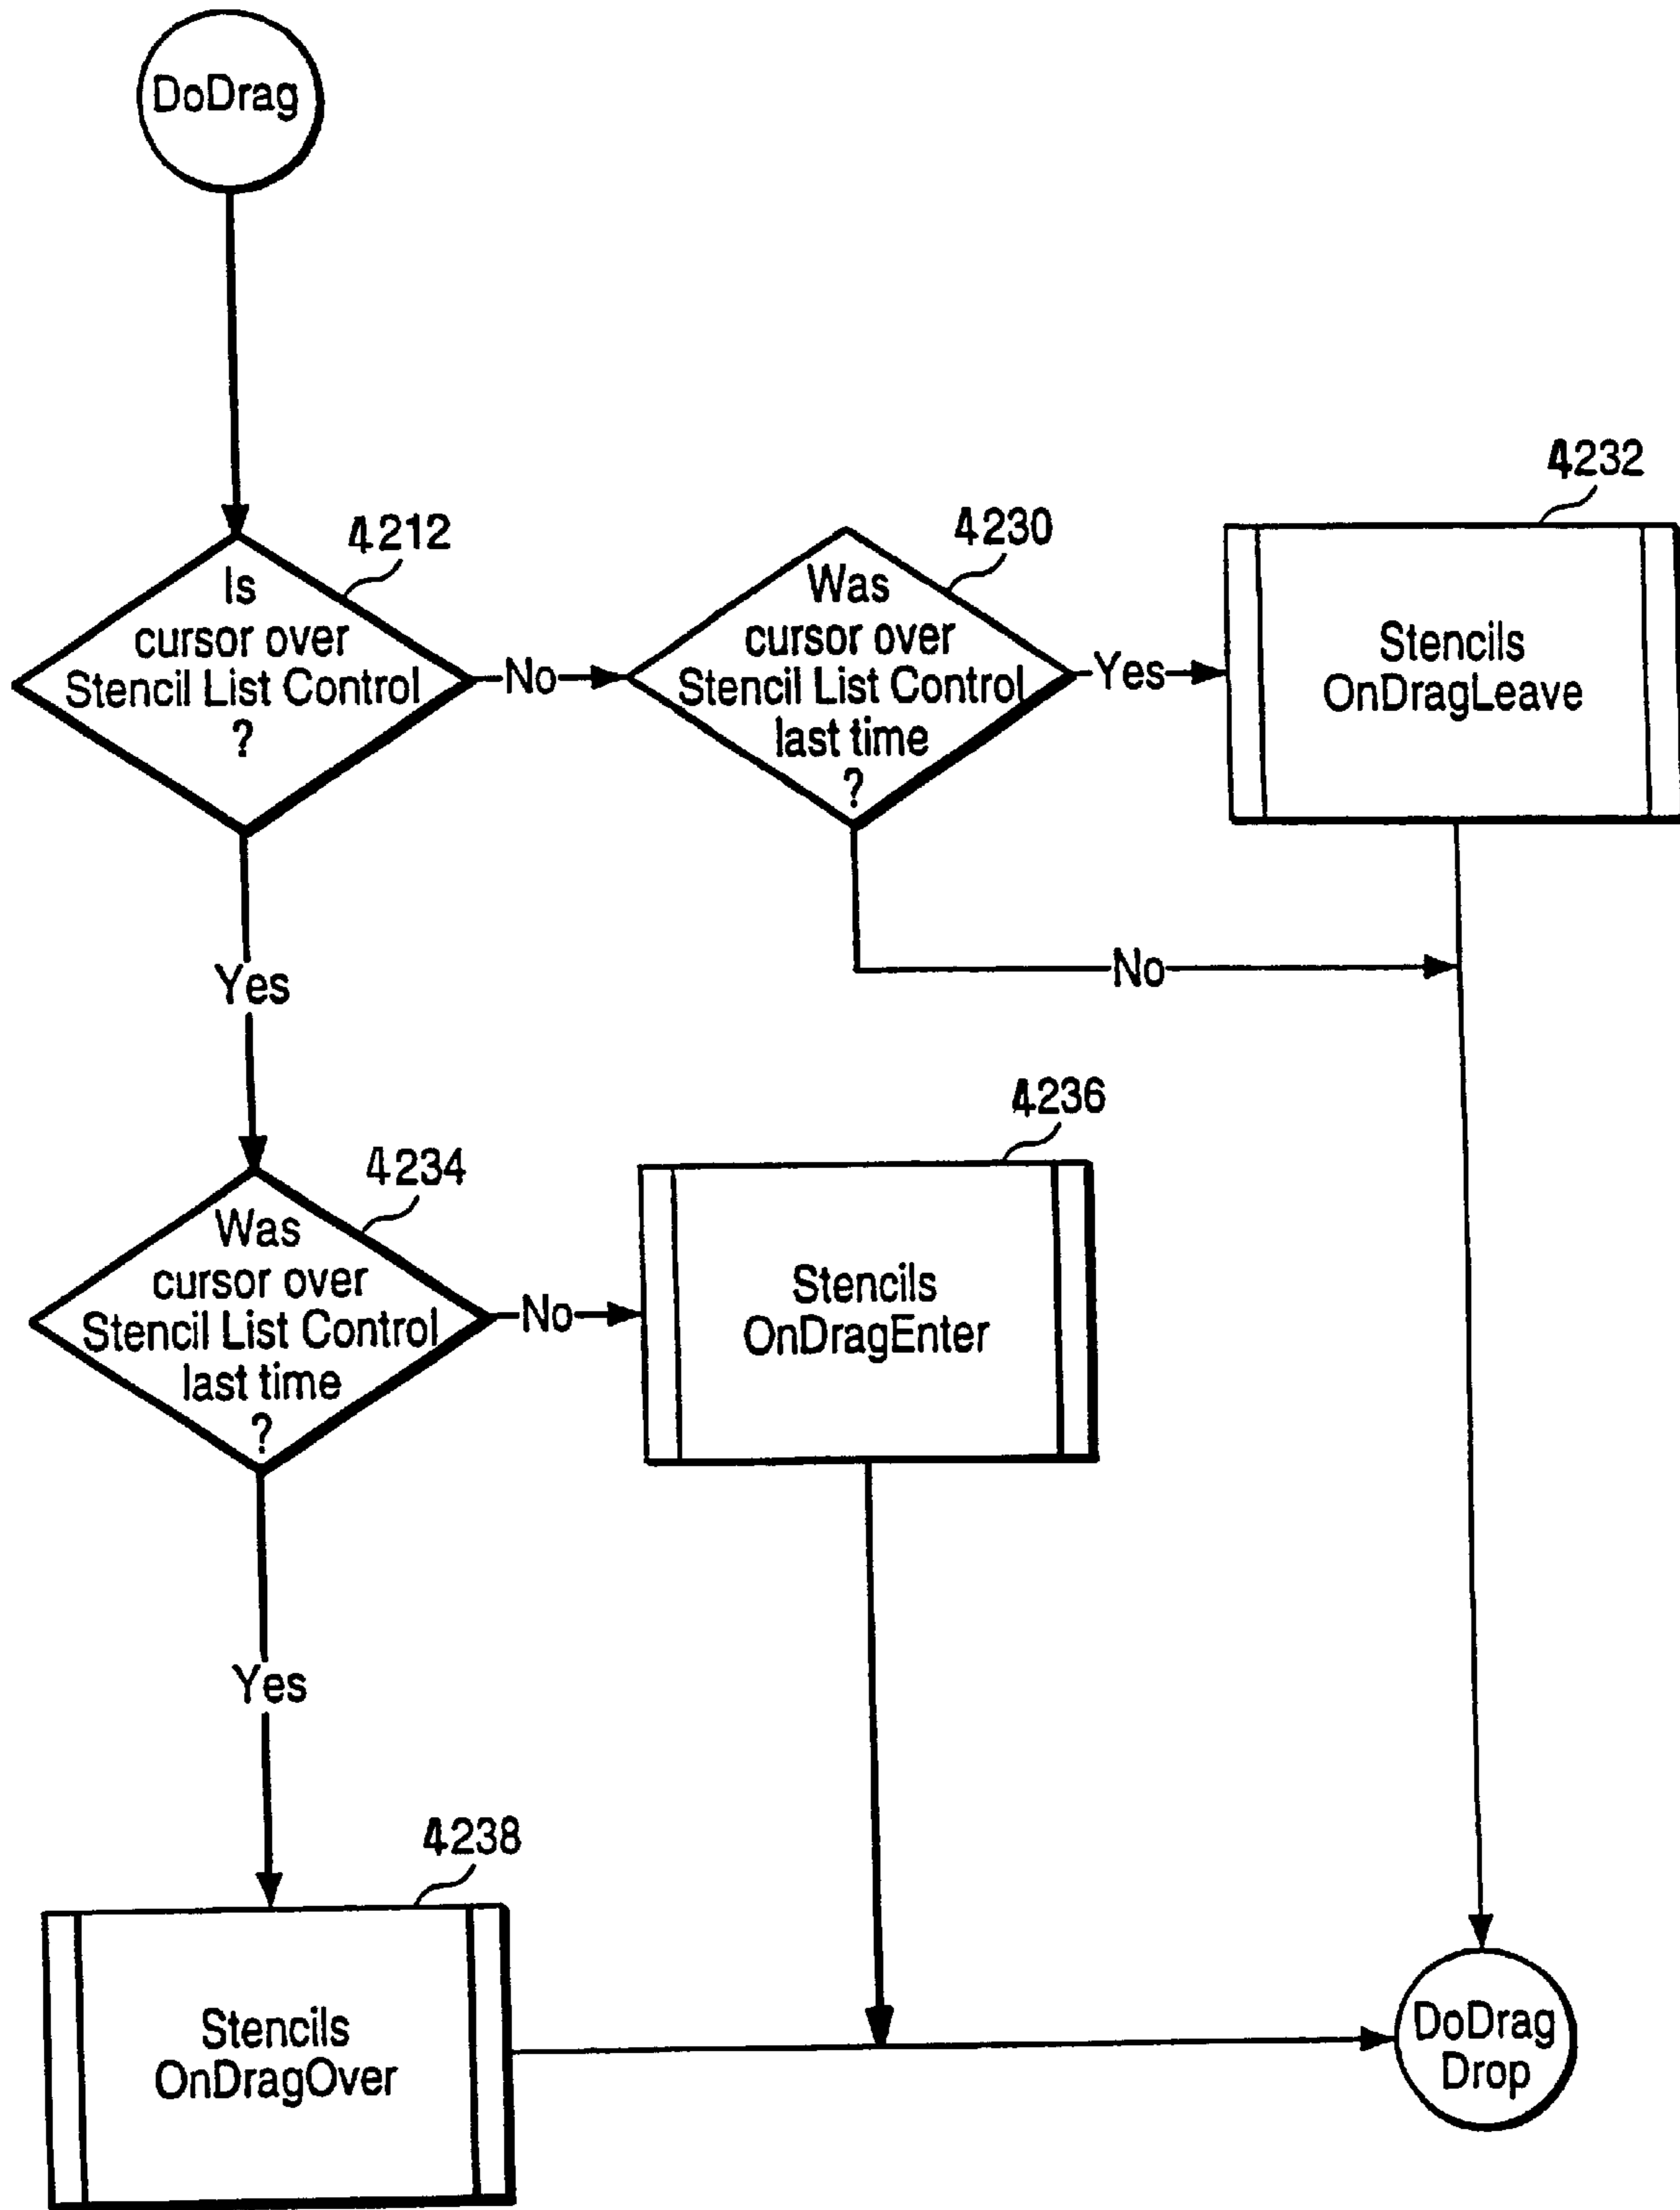 DoDrag
4212
Is
cursor over
Stencil List Control
?
No
4230
Was
cursor over
Stencil List Control
last time
?
Yes
4232
Stencils
OnDragLeave
No
Yes
4234
Was
cursor over
Stencil List Control
last time
?
No
4236
Stencils
OnDragEnter
Yes
4238
Stencils
OnDragOver
DoDrag
Drop